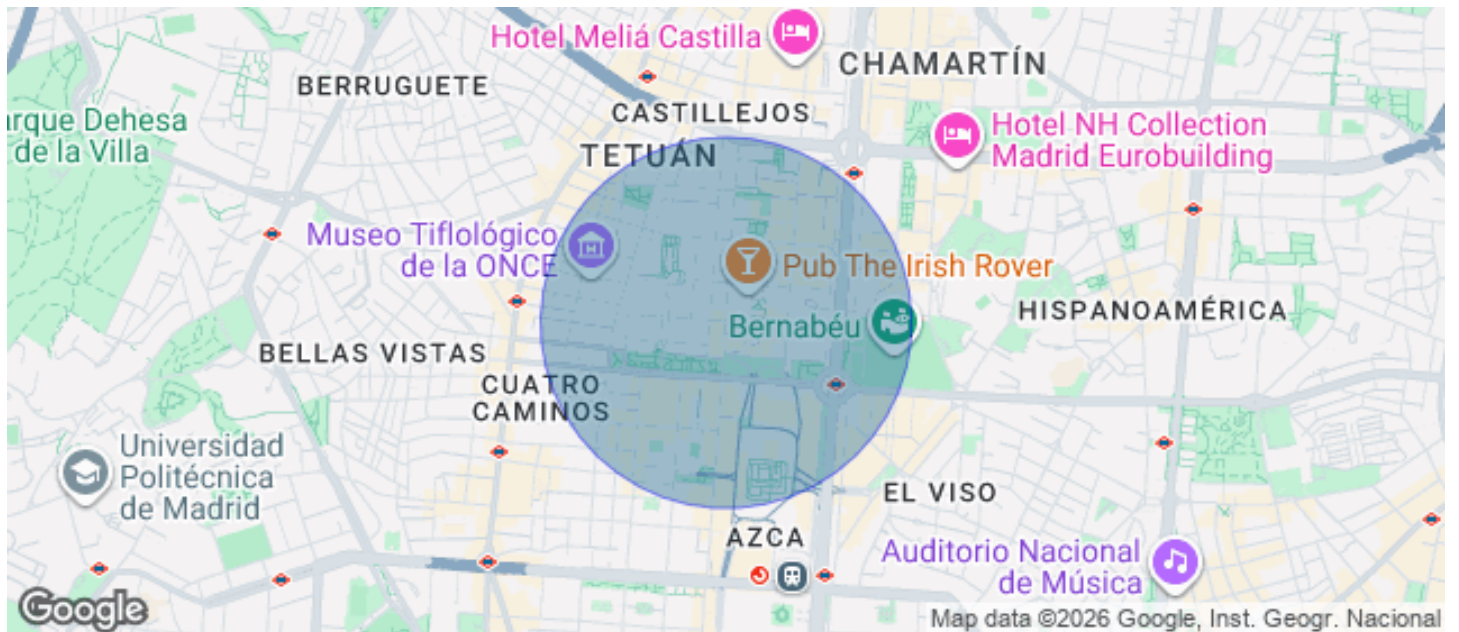 Hotel Meliá Castilla
CHAMARTÍN
BERRUGUETE
CASTILLEJOS
arque Dehesa
de la Villa
Hotel NH Collection
Madrid Eurobuilding
TETUÁN
Museo Tiflológico
de la ONCE
Pub The Irish Rover
HISPANOAMÉRICA
Bernabéu
BELLAS VISTAS
CUATRO
CAMINOS
Universidad
Politécnica
de Madrid
EL VISO
AZCA
Auditorio Nacional
de Música
Google
Map data ©2026 Google, Inst. Geogr. Nacional